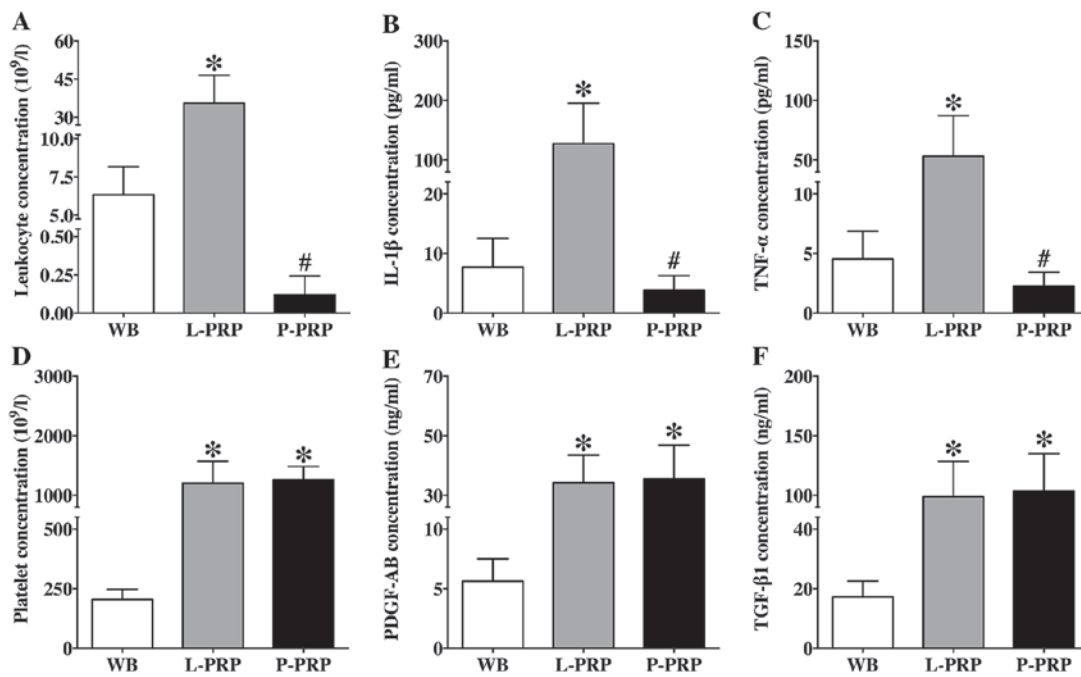 A
Leukocyte concentration (10⁹/l)
60
45
30
10.0
7.5
5.0
0.50
0.25
0.00
*
#
WB L-PRP P-PRP
B
IL-1β concentration (pg/ml)
300
200
100
20
10
0
*
#
WB L-PRP P-PRP
C
TNF-α concentration (pg/ml)
150
100
50
10
5
0
*
#
WB L-PRP P-PRP
D
Platelet concentration (10⁹/l)
3000
2000
1000
500
250
0
*
*
WB L-PRP P-PRP
E
PDGF-AB concentration (ng/ml)
70
50
30
10
5
0
*
*
WB L-PRP P-PRP
F
TGF-β1 concentration (ng/ml)
200
150
100
40
20
0
*
*
WB L-PRP P-PRP